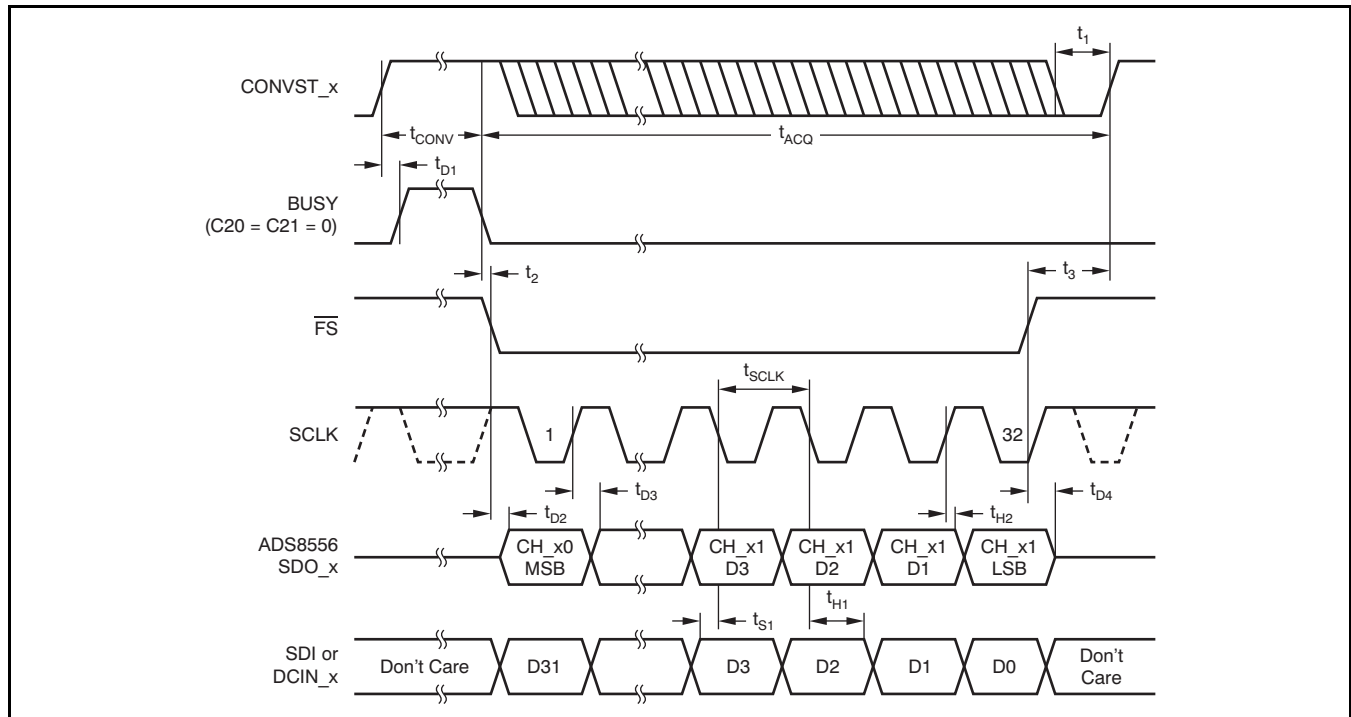 t1
CONVST_x
tCONV
tACQ
tD1
BUSY
(C20 = C21 = 0)
t2
t3
FS
tSCLK
SCLK
1
32
tD3
tD4
tD2
tH2
ADS8556
SDO_x
CH_x0
MSB
CH_x1
D3
CH_x1
D2
CH_x1
D1
CH_x1
LSB
tS1
tH1
SDI or
DCIN_x
Don't Care
D31
D3
D2
D1
D0
Don't
Care